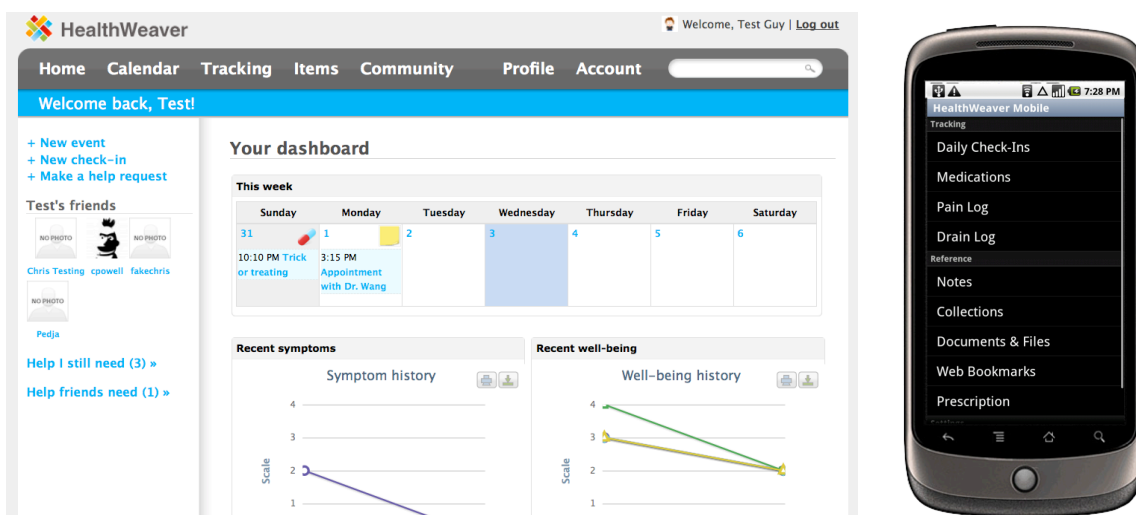 HealthWeaver
Welcome, Test Guy | Log out
Home Calendar Tracking Items Community Profile Account
Welcome back, Test!
+ New event
+ New check-in
+ Make a help request
Test's friends
NO PHOTO NO PHOTO
Chris Testing cpowell fakechris
NO PHOTO
Pedja
Help I still need (3) »
Help friends need (1) »
Your dashboard
This week
Sunday Monday Tuesday Wednesday Thursday Friday Saturday
31 1 2 3 4 5 6
10:10 PM Trick
or treating
3:15 PM
Appointment
with Dr. Wang
Recent symptoms
Symptom history
4
3
2
1
Scale
Recent well-being
Well-being history
4
3
2
1
Scale
7:28 PM
HealthWeaver Mobile
Tracking
Daily Check-Ins
Medications
Pain Log
Drain Log
Reference
Notes
Collections
Documents & Files
Web Bookmarks
Prescription
Settings